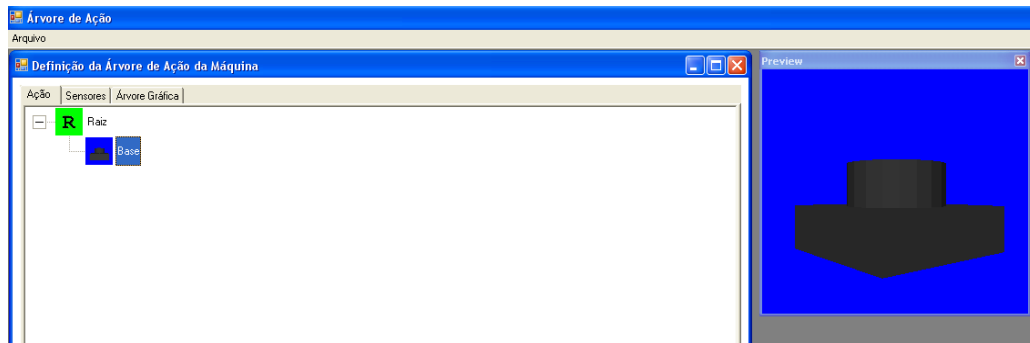 Árvore de Ação
Arquivo
Definição da Árvore de Ação da Máquina
Preview
Ação Sensores Árvore Gráfica
R Raiz
Base